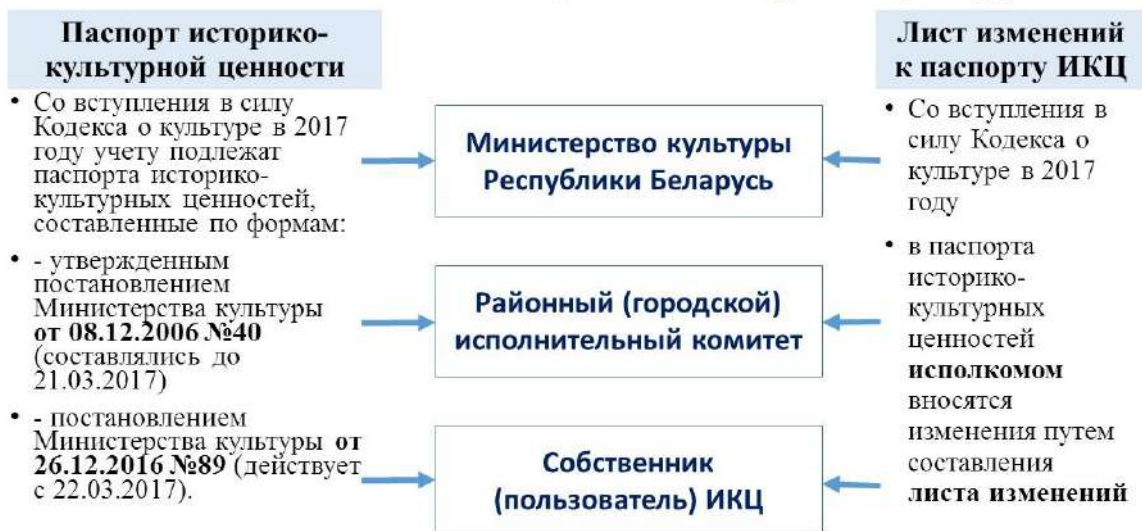 Паспорт историко-
культурной ценности
• Со вступления в силу
Кодекса о культуре в 2017
году учету подлежат
паспорта историко-
культурных ценностей,
составленные по формам:
• - утвержденным
постановлением
Министерства культуры
от 08.12.2006 №40
(составлялись до
21.03.2017)
• - постановлением
Министерства культуры от
26.12.2016 №89 (действует
с 22.03.2017).
Министерство культуры
Республики Беларусь
Районный (городской)
исполнительный комитет
Собственник
(пользователь) ИКЦ
Лист изменений
к паспорту ИКЦ
• Со вступления в
силу Кодекса о
культуре в 2017
году
• в паспорта
историко-
культурных
ценностей
исполкомом
вносятся
изменения путем
составления
листа изменений